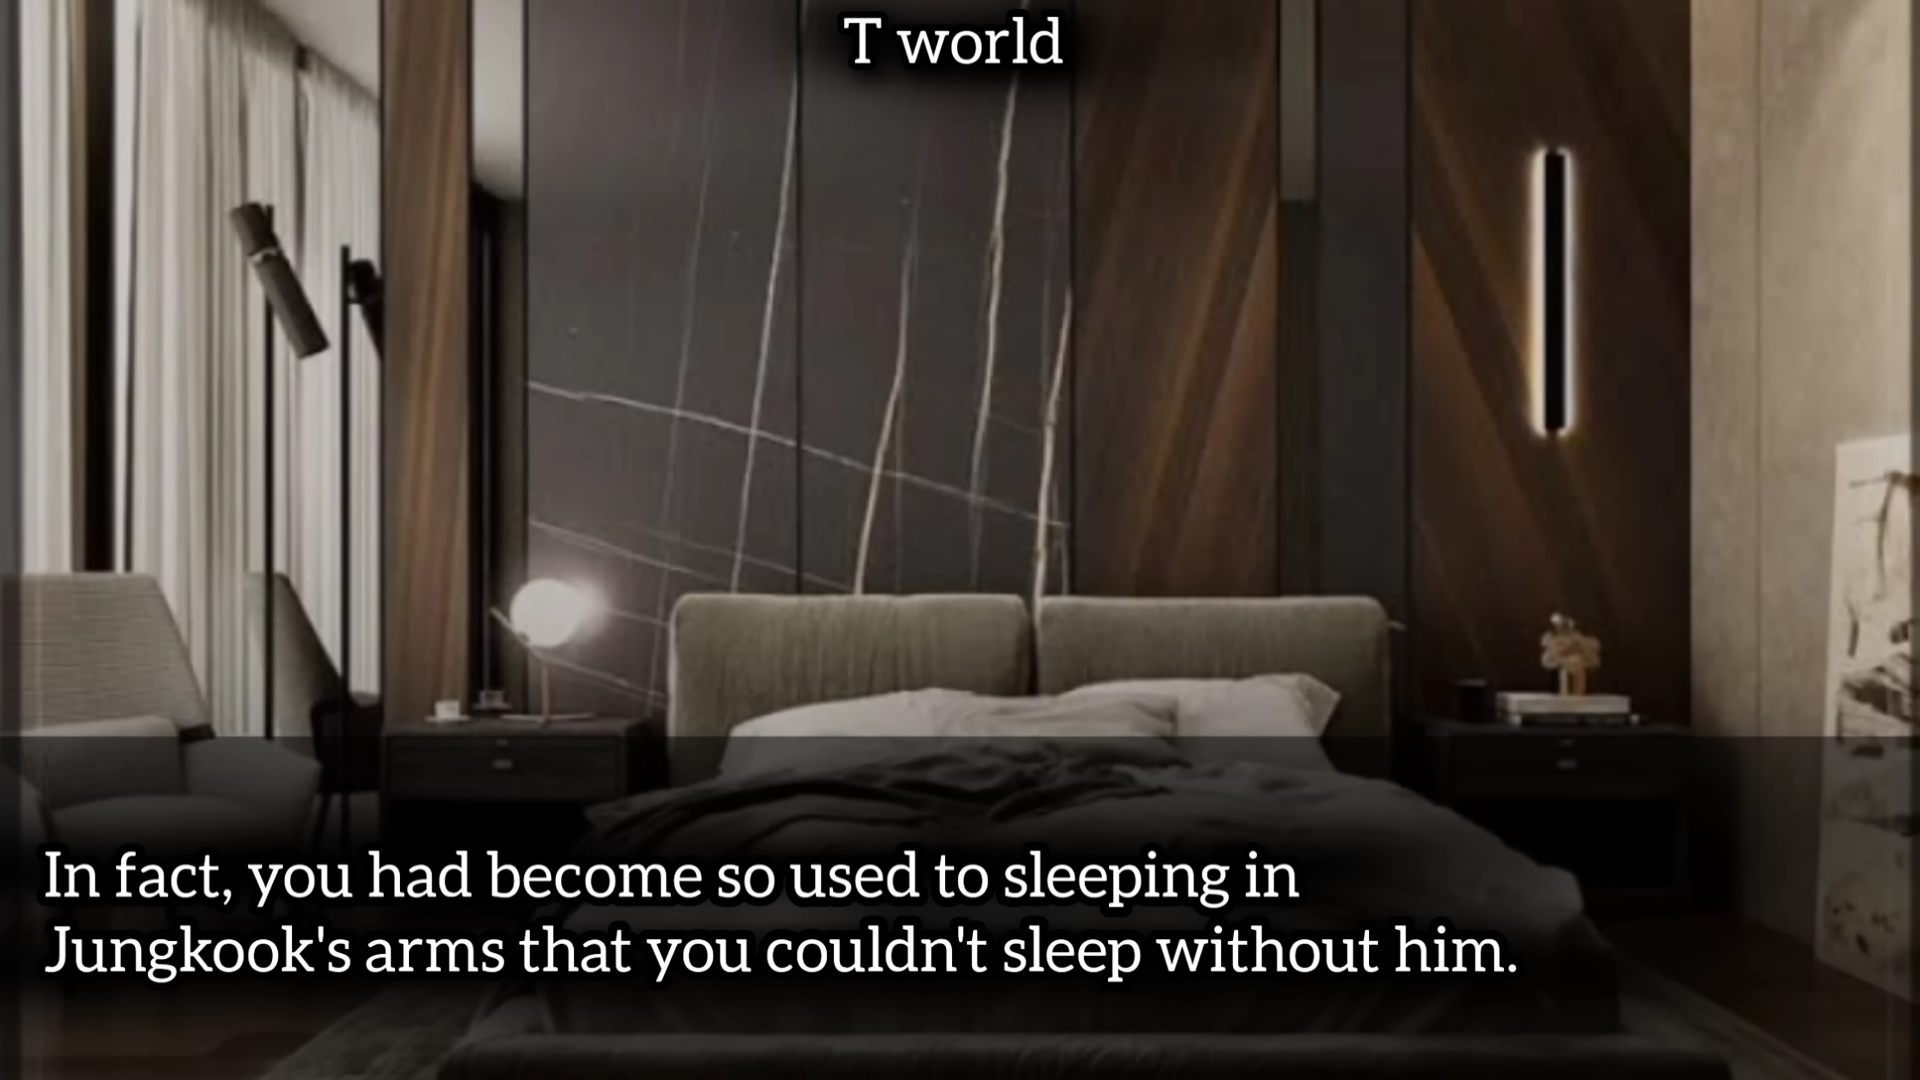 T world
In fact, you had become so used to sleeping in
Jungkook's arms that you couldn't sleep without him.